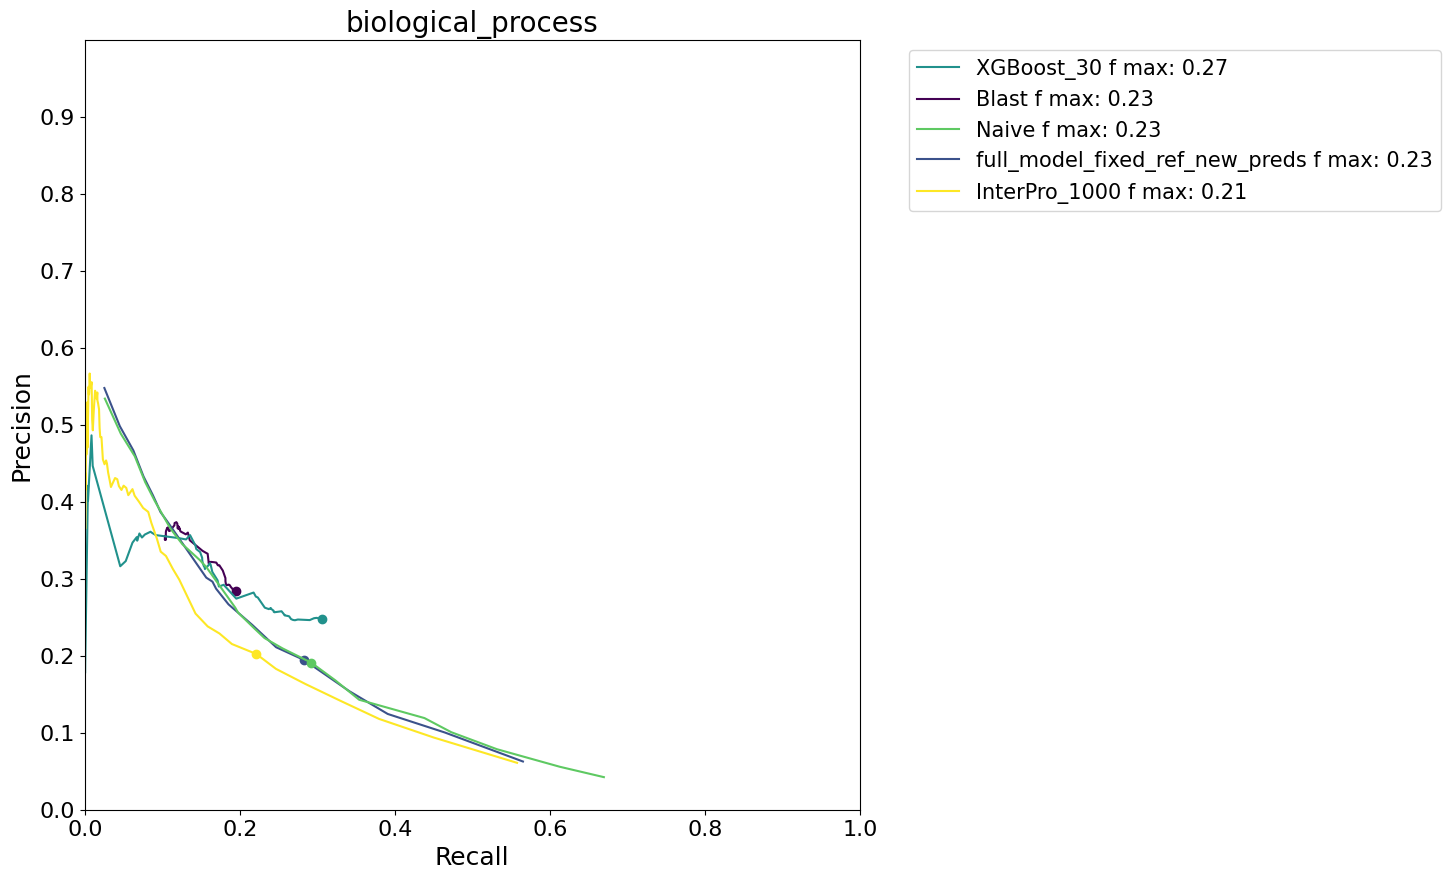 biological_process
XGBoost_30 f max: 0.27
Blast f max: 0.23
Naive f max: 0.23
full_model_fixed_ref_new_preds f max: 0.23
InterPro_1000 f max: 0.21
Precision
0.9
0.8
0.7
0.6
0.5
0.4
0.3
0.2
0.1
0.0
0.0 0.2 0.4 0.6 0.8 1.0
Recall